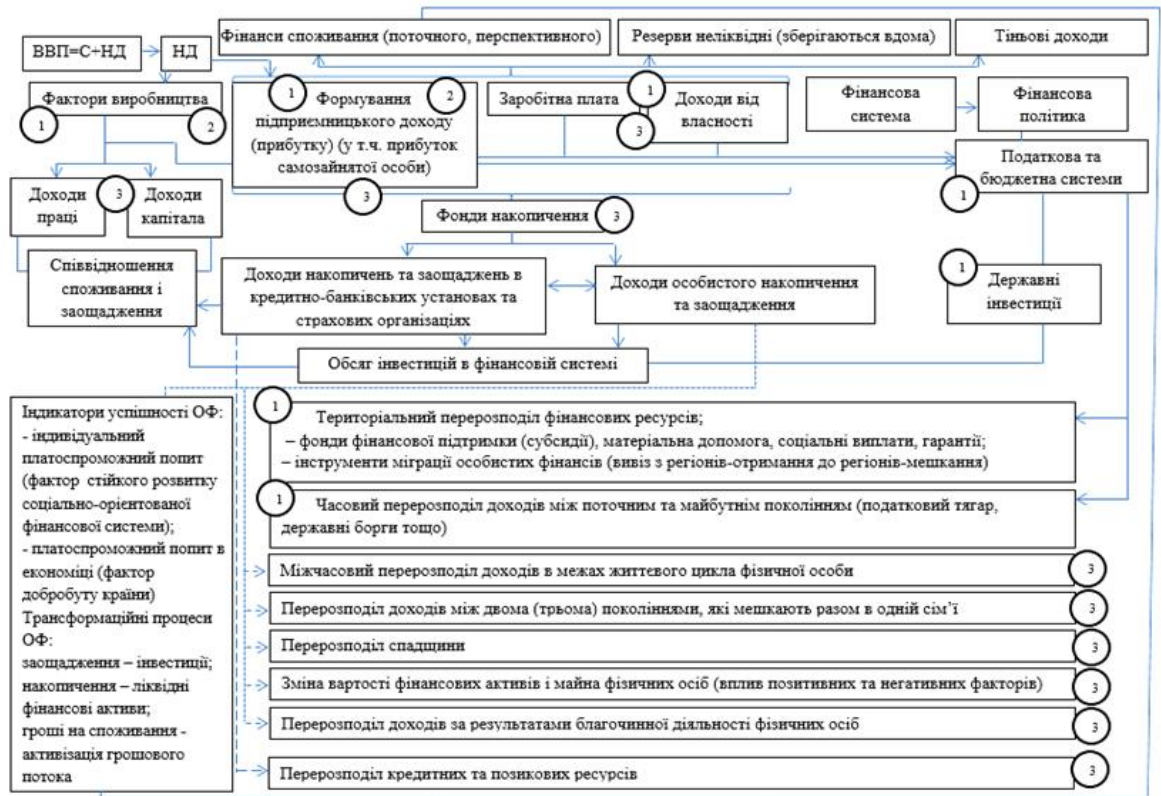 Фінанси споживання (поточного, перспективного)
Резерви неліквідні (зберігаються вдома)
Тіньові доходи
ВВП=С+НД
НД
Фактори виробництва
1
2
1
Формування
2
підприємницького доходу
(прибутку) (у т.ч. прибуток
самозайнятої особи)
3
Заробітна плата
1
3
Доходи від
власності
Фінансова
система
Фінансова
політика
Податкова та
бюджетна системи
1
Доходи
праці
3
Доходи
капітала
Фонди накопичення
3
Співвідношення
споживання і
заощадження
Доходи накопичень та заощаджень в
кредитно-банківських установах та
страхових організаціях
Доходи особистого накопичення
та заощадження
1
Державні
інвестиції
Обсяг інвестицій в фінансовій системі
Індикатори успішності ОФ:
- індивідуальний
платоспроможний попит
(фактор стійкого розвитку
соціально-орієнтованої
фінансової системи);
- платоспроможний попит в
економіці (фактор
добробуту країни)
Трансформаційні процеси
ОФ:
заощадження – інвестиції;
накопичення – ліквідні
фінансові активи;
гроші на споживання -
активізація грошового
потока
1
Територіальний перерозподіл фінансових ресурсів;
– фонди фінансової підтримки (субсидії), матеріальна допомога, соціальні виплати, гарантії;
– інструменти міграції особистих фінансів (вивіз з регіонів-отримання до регіонів-мешкання)
1
Часовий перерозподіл доходів між поточним та майбутнім поколінням (податковий тягар,
державні борги тощо)
Міжчасовий перерозподіл доходів в межах життєвого цикла фізичної особи
3
Перерозподіл доходів між двома (трьома) поколіннями, які мешкають разом в одній сім’ї
3
Перерозподіл спадщини
3
Зміна вартості фінансових активів і майна фізичних осіб (вплив позитивних та негативних факторів)
3
Перерозподіл доходів за результатами благочинної діяльності фізичних осіб
3
Перерозподіл кредитних та позикових ресурсів
3